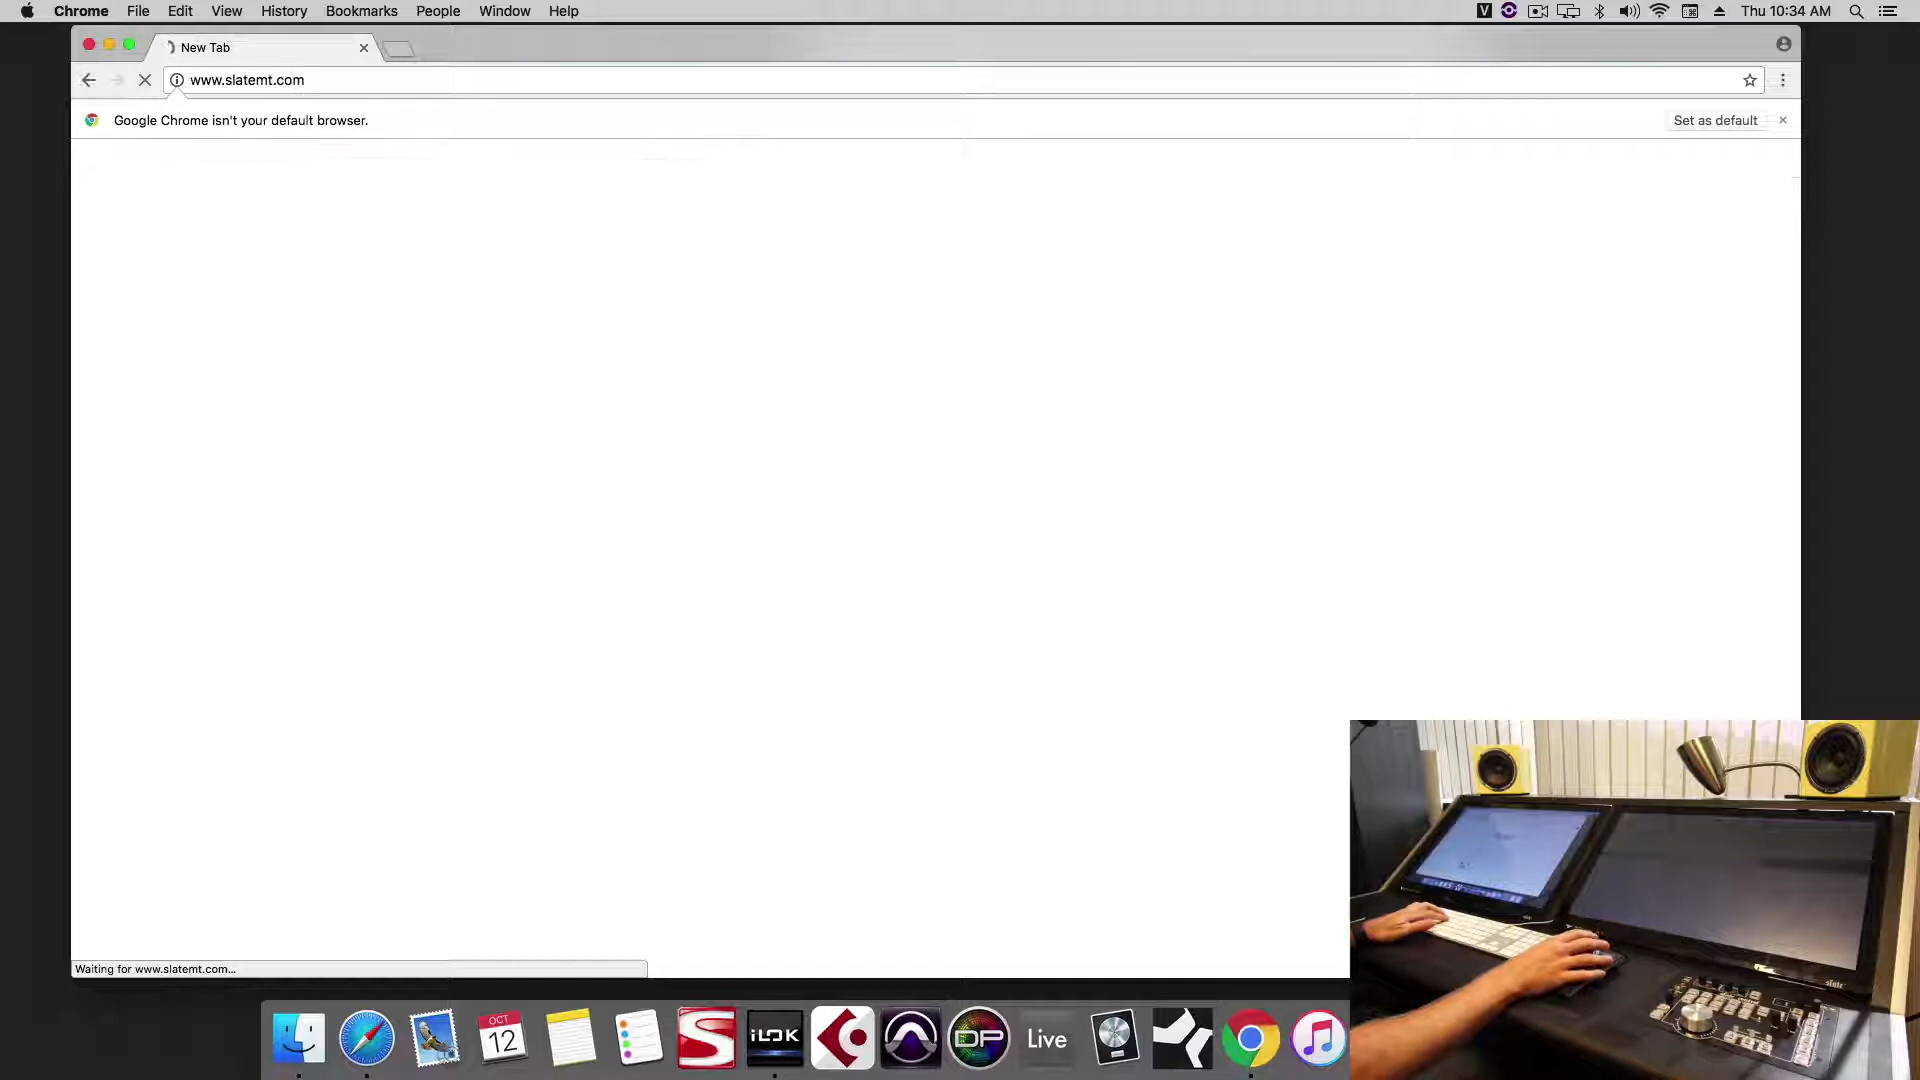 Chrome File Edit View History Bookmarks People Window Help
V
Thu 10:34 AM
New Tab
www.slatemt.com
Google Chrome isn't your default browser.
Set as default
Waiting for www.slatemt.com...
OCT
12
S
iLOK
DP
Live
slate